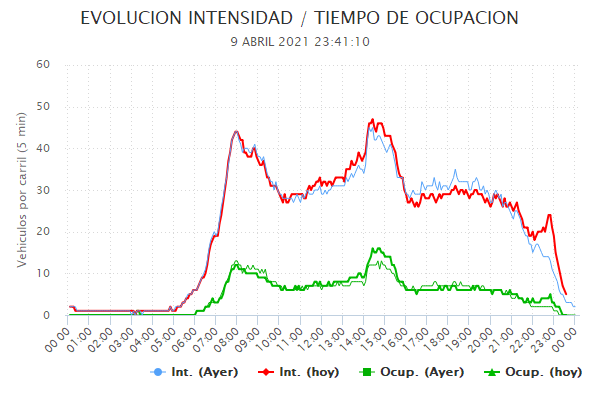 EVOLUCION INTENSIDAD / TIEMPO DE OCUPACION
9 ABRIL 2021 23:41:10
Vehiculos por carril (5 min)
60
50
40
30
20
10
0
00:00 01:00 02:00 03:00 04:00 05:00 06:00 07:00 08:00 09:00 10:00 11:00 12:00 13:00 14:00 15:00 16:00 17:00 18:00 19:00 20:00 21:00 22:00 23:00 00:00
Int. (Ayer) Int. (hoy) Ocup. (Ayer) Ocup. (hoy)